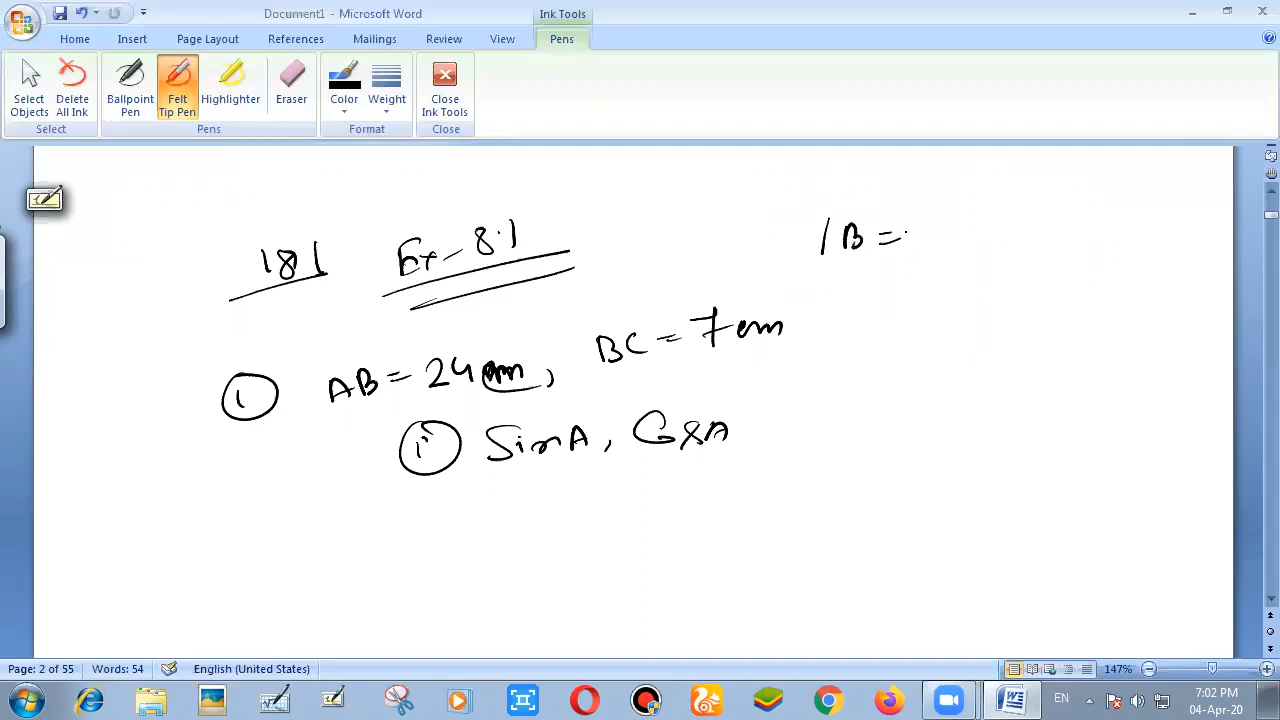 Document1 - Microsoft Word
Ink Tools
Home Insert Page Layout References Mailings Review View Pens
Select Objects
Delete All Ink
Ballpoint Pen
Felt Tip Pen
Highlighter
Eraser
Color
Weight
Close Ink Tools
Select Pens Format Close
181 Ex-8.1
B =
1 AB = 24 cm, BC = 7 cm
i Sin A, Cos A
Page: 2 of 55 Words: 54 English (United States) 147%
EN 7:02 PM
04-Apr-20